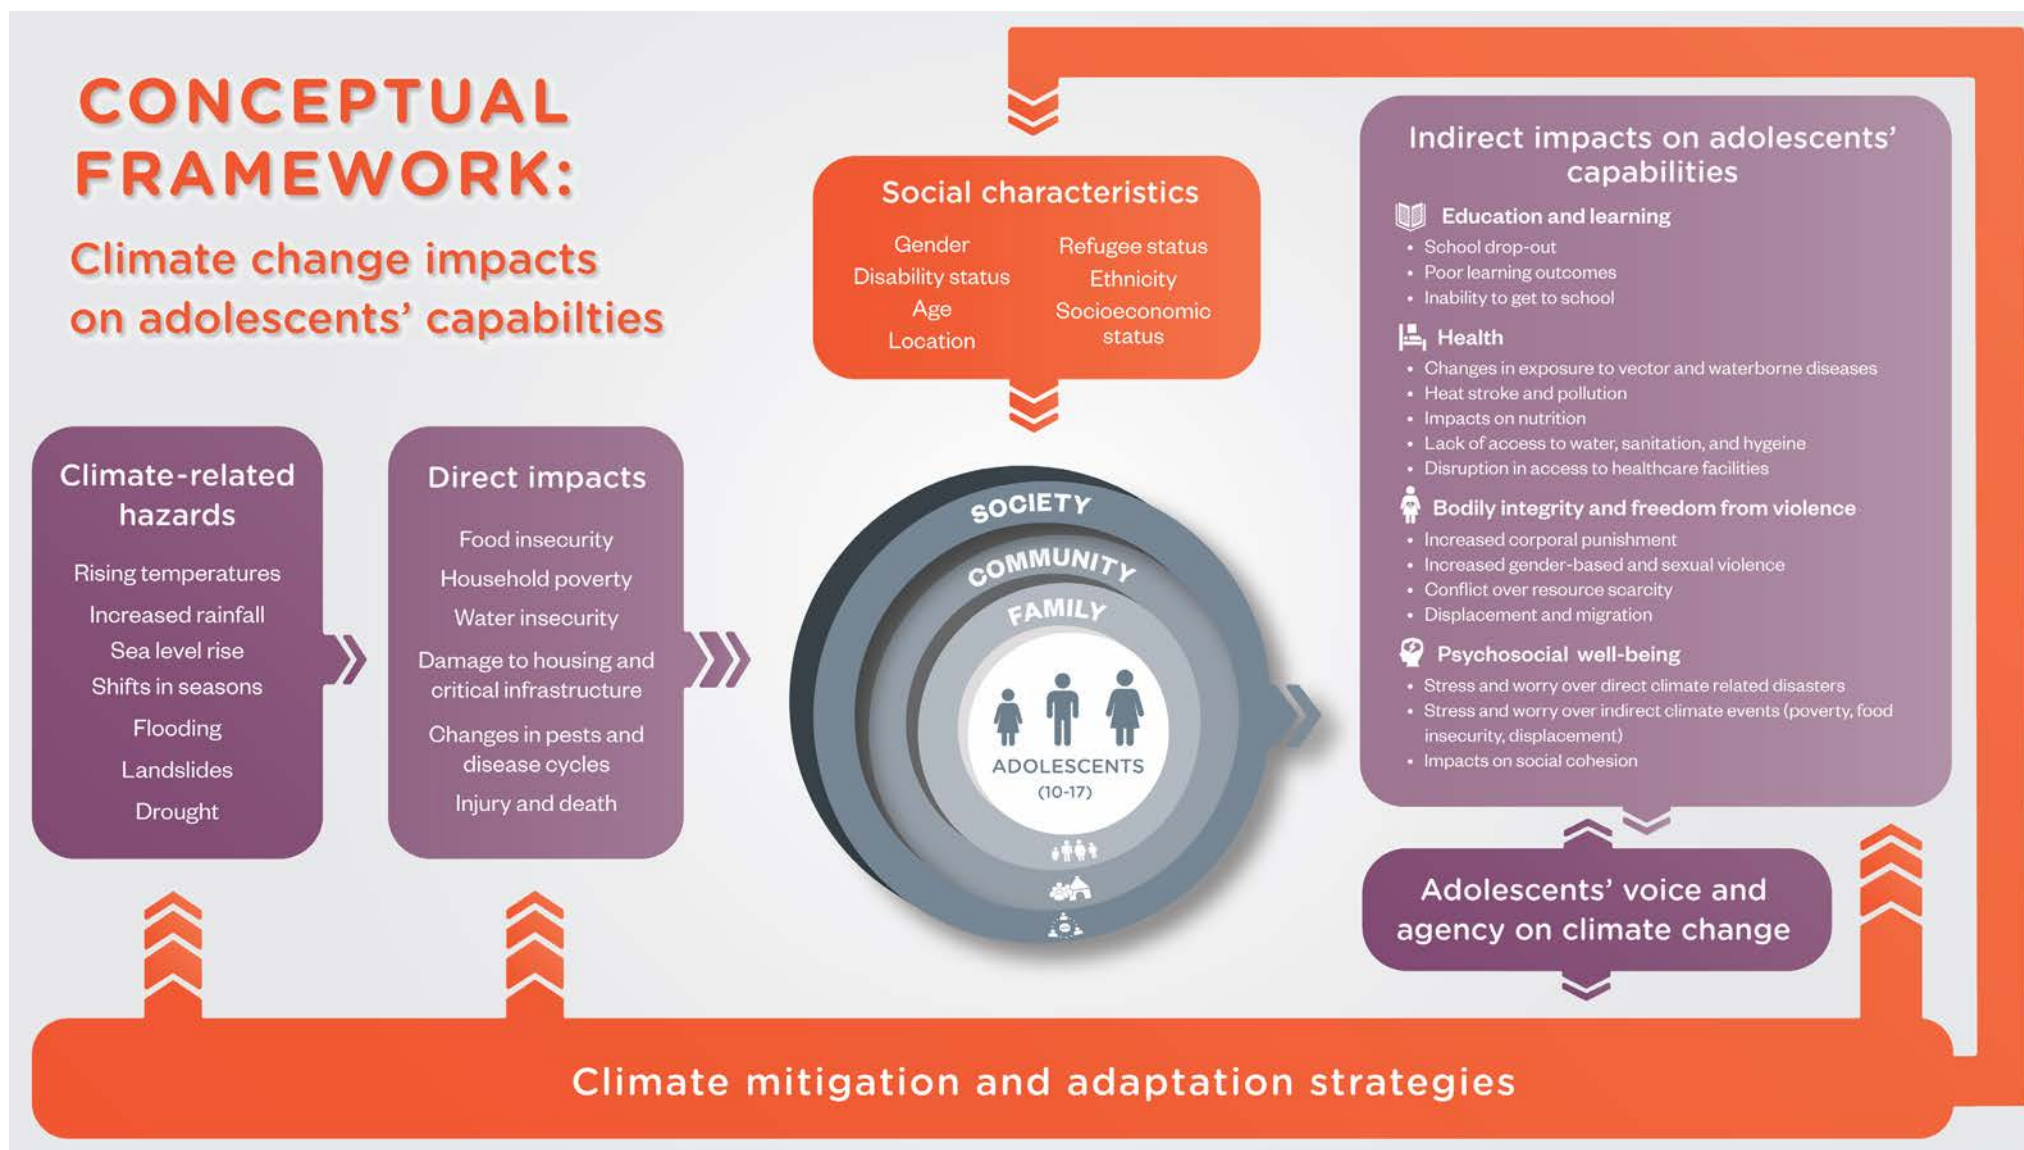 CONCEPTUAL
FRAMEWORK:
Climate change impacts
on adolescents' capabilties
Climate-related
hazards
Rising temperatures
Increased rainfall
Sea level rise
Shifts in seasons
Flooding
Landslides
Drought
Direct impacts
Food insecurity
Household poverty
Water insecurity
Damage to housing and
critical infrastructure
Changes in pests and
disease cycles
Injury and death
Social characteristics
Gender
Disability status
Age
Location
Refugee status
Ethnicity
Socioeconomic
status
SOCIETY
COMMUNITY
FAMILY
ADOLESCENTS
(10-17)
Indirect impacts on adolescents'
capabilities
Education and learning
• School drop-out
• Poor learning outcomes
• Inability to get to school
Health
• Changes in exposure to vector and waterborne diseases
• Heat stroke and pollution
• Impacts on nutrition
• Lack of access to water, sanitation, and hygeine
• Disruption in access to healthcare facilities
Bodily integrity and freedom from violence
• Increased corporal punishment
• Increased gender-based and sexual violence
• Conflict over resource scarcity
• Displacement and migration
Psychosocial well-being
• Stress and worry over direct climate related disasters
• Stress and worry over indirect climate events (poverty, food
insecurity, displacement)
• Impacts on social cohesion
Adolescents' voice and
agency on climate change
Climate mitigation and adaptation strategies